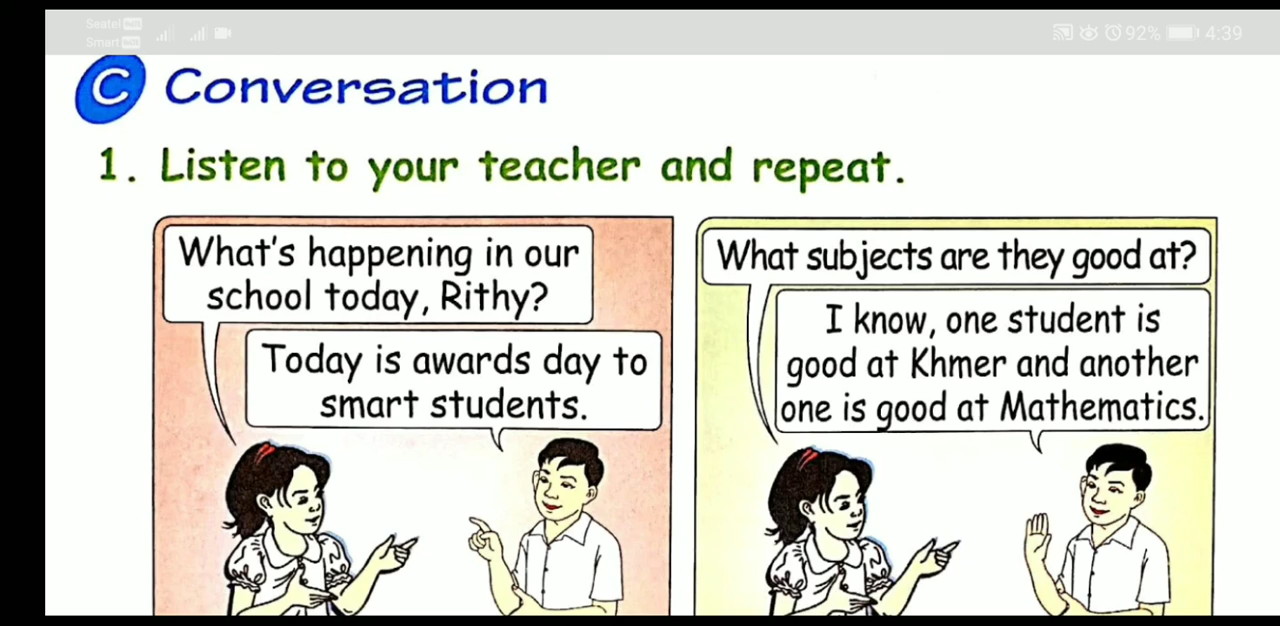 Seatel
Smart
92% 4:39
C Conversation
1. Listen to your teacher and repeat.
What's happening in our
school today, Rithy?
Today is awards day to
smart students.
What subjects are they good at?
I know, one student is
good at Khmer and another
one is good at Mathematics.